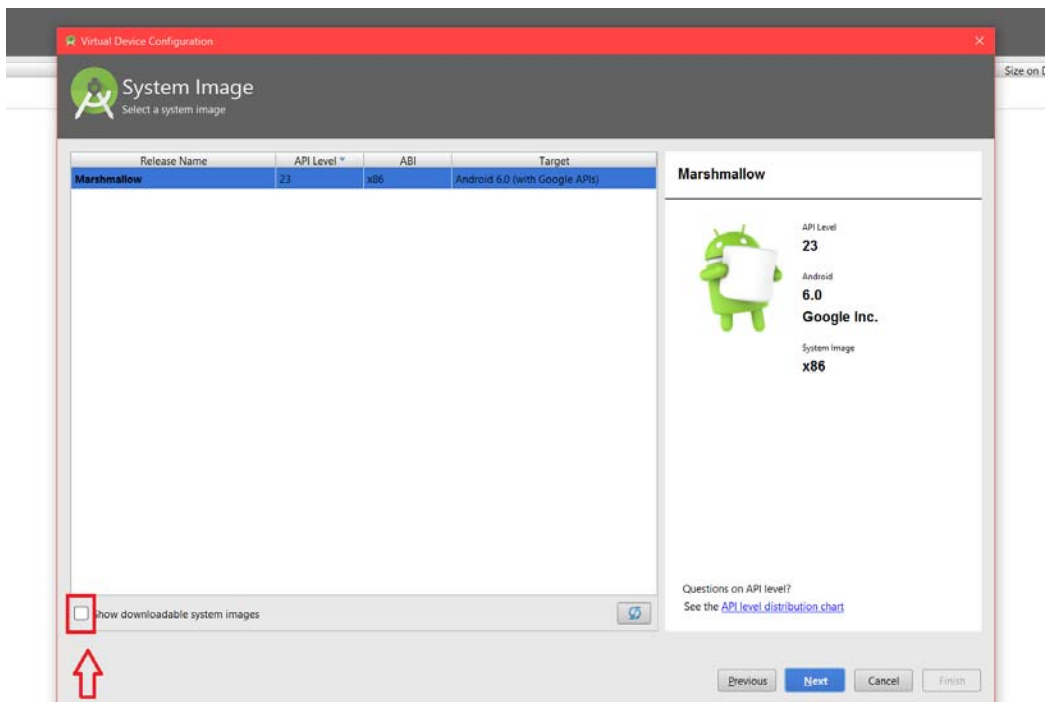 Virtual Device Configuration
Size on D
System Image
Select a system image
Release Name API Level ABI Target
Marshmallow 23 x86 Android 6.0 (with Google APIs)
Marshmallow
API Level
23
Android
6.0
Google Inc.
System Image
x86
Questions on API level?
See the API level distribution chart
Show downloadable system images
Previous Next Cancel Finish